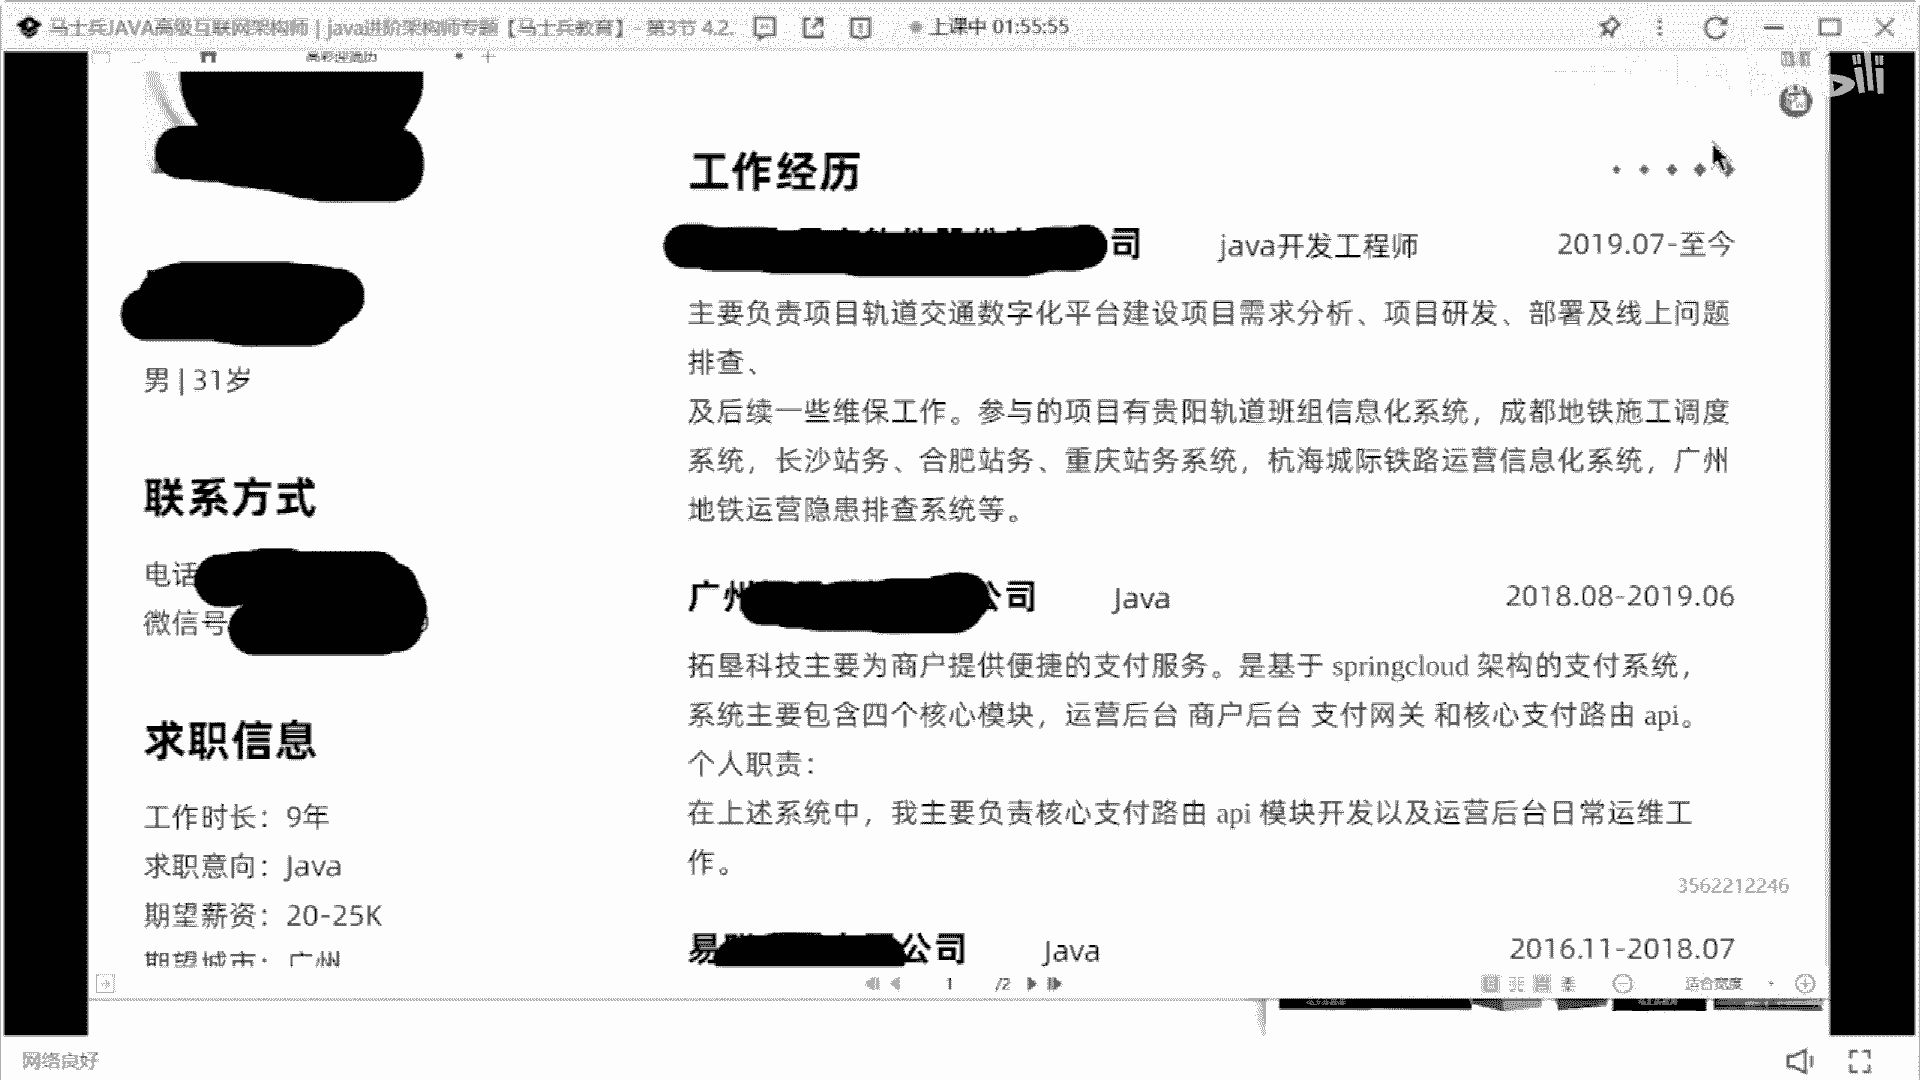 马士兵JAVA高级互联网架构师 | java进阶架构师专题【马士兵教育】 - 第3节 4.2.
上课中 01:55:55
工作经历
司 java开发工程师 2019.07-至今
主要负责项目轨道交通数字化平台建设项目需求分析、项目研发、部署及线上问题
排查、
及后续一些维保工作。参与的项目有贵阳轨道班组信息化系统，成都地铁施工调度
系统，长沙站务、合肥站务、重庆站务系统，杭海城际铁路运营信息化系统，广州
地铁运营隐患排查系统等。
广州 公司 Java 2018.08-2019.06
拓垦科技主要为商户提供便捷的支付服务。是基于 springcloud 架构的支付系统，
系统主要包含四个核心模块，运营后台 商户后台 支付网关 和核心支付路由 api。
个人职责：
在上述系统中，我主要负责核心支付路由 api 模块开发以及运营后台日常运维工
作。
易 公司 Java 2016.11-2018.07
男 | 31岁
联系方式
电话
微信号
求职信息
工作时长：9年
求职意向：Java
期望薪资：20-25K
期望城市：广州
3562212246
1 /2
适合宽度
网络良好